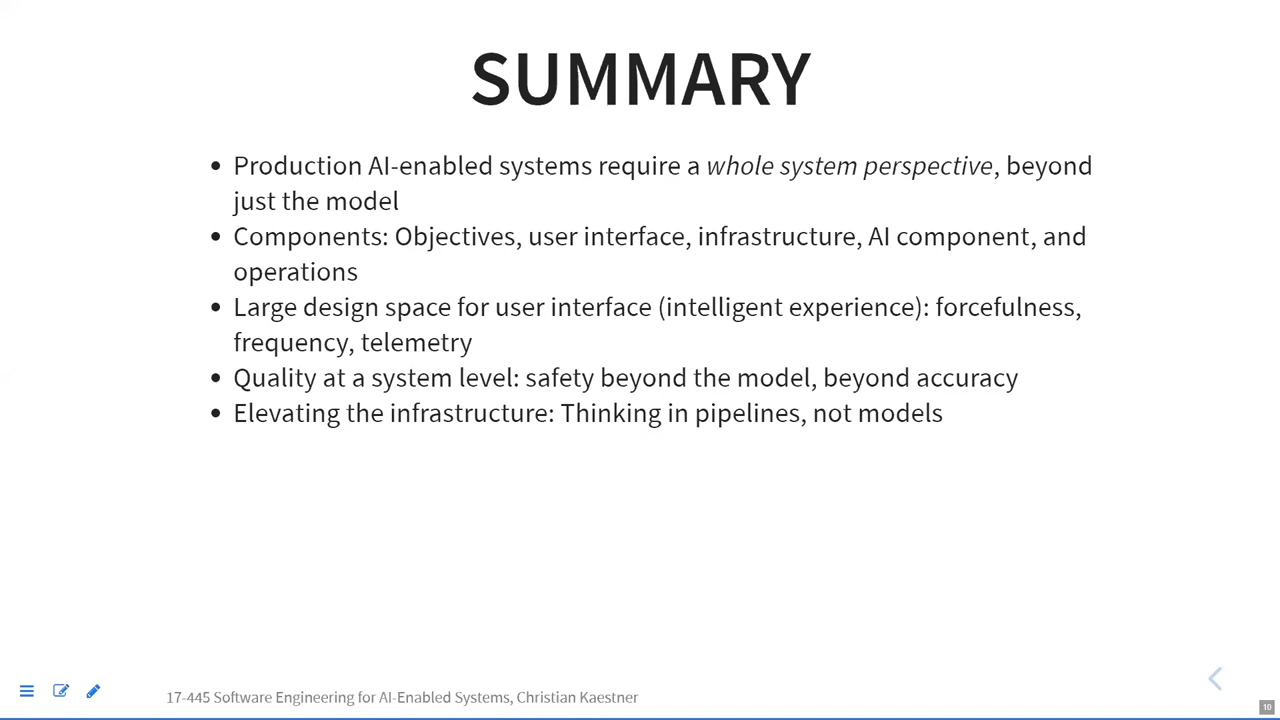 SUMMARY
• Production AI-enabled systems require a whole system perspective, beyond
just the model
• Components: Objectives, user interface, infrastructure, AI component, and
operations
• Large design space for user interface (intelligent experience): forcefulness,
frequency, telemetry
• Quality at a system level: safety beyond the model, beyond accuracy
• Elevating the infrastructure: Thinking in pipelines, not models
17-445 Software Engineering for AI-Enabled Systems, Christian Kaestner
10